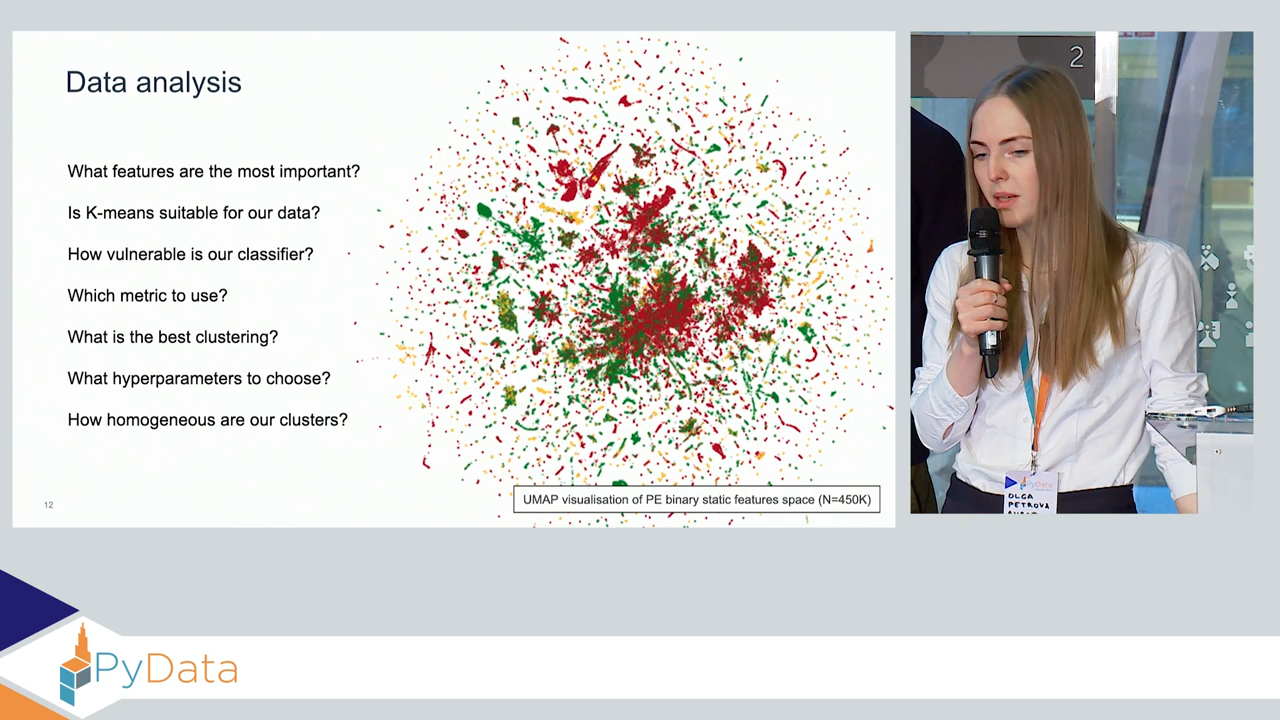 Data analysis
What features are the most important?
Is K-means suitable for our data?
How vulnerable is our classifier?
Which metric to use?
What is the best clustering?
What hyperparameters to choose?
How homogeneous are our clusters?
12
UMAP visualisation of PE binary static features space (N=450K)
2
PyData
OLGA
PETROVA
PyData